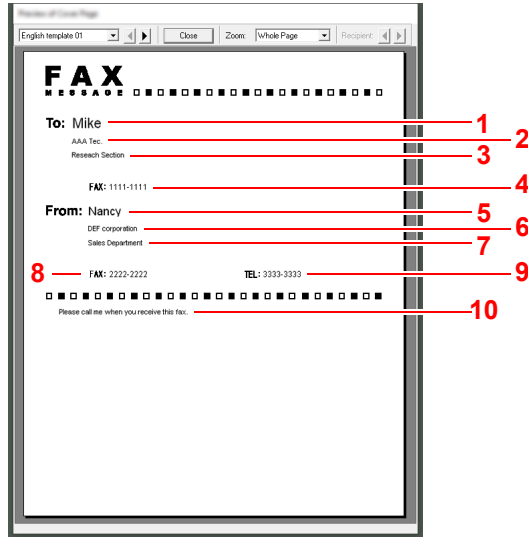 Preview of Cover Page
English template 01 Close Zoom: Whole Page Recipient:
FAX
MESSAGE
To: Mike 1
AAA Tec. 2
Reseach Section 3
FAX: 1111-1111 4
From: Nancy 5
DEF corporation 6
Sales Department 7
8 FAX: 2222-2222 TEL: 3333-3333 9
Please call me when you receive this fax. 10